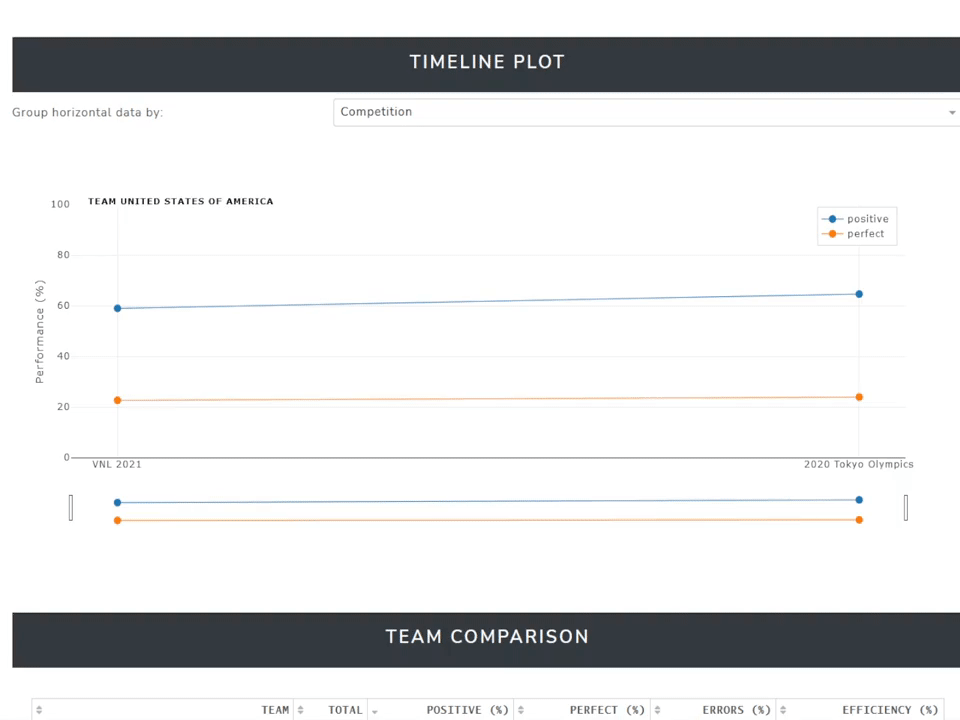 TIMELINE PLOT
Group horizontal data by:
Competition
TEAM UNITED STATES OF AMERICA
positive
perfect
100
80
60
40
20
0
Performance (%)
VNL 2021
2020 Tokyo Olympics
TEAM COMPARISON
TEAM TOTAL POSITIVE (%) PERFECT (%) ERRORS (%) EFFICIENCY (%)